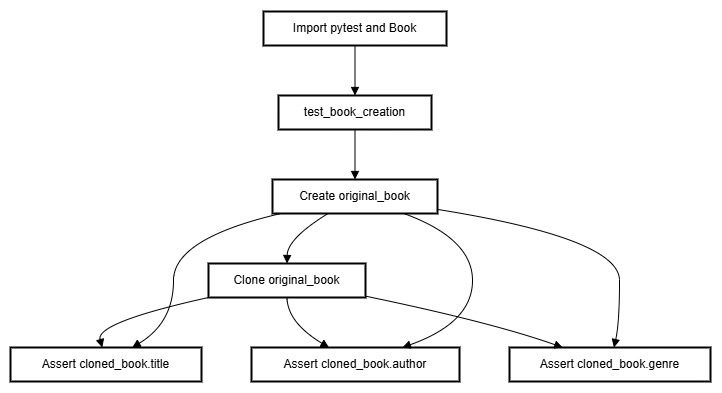 Import pytest and Book
test_book_creation
Create original_book
Clone original_book
Assert cloned_book.title
Assert cloned_book.author
Assert cloned_book.genre